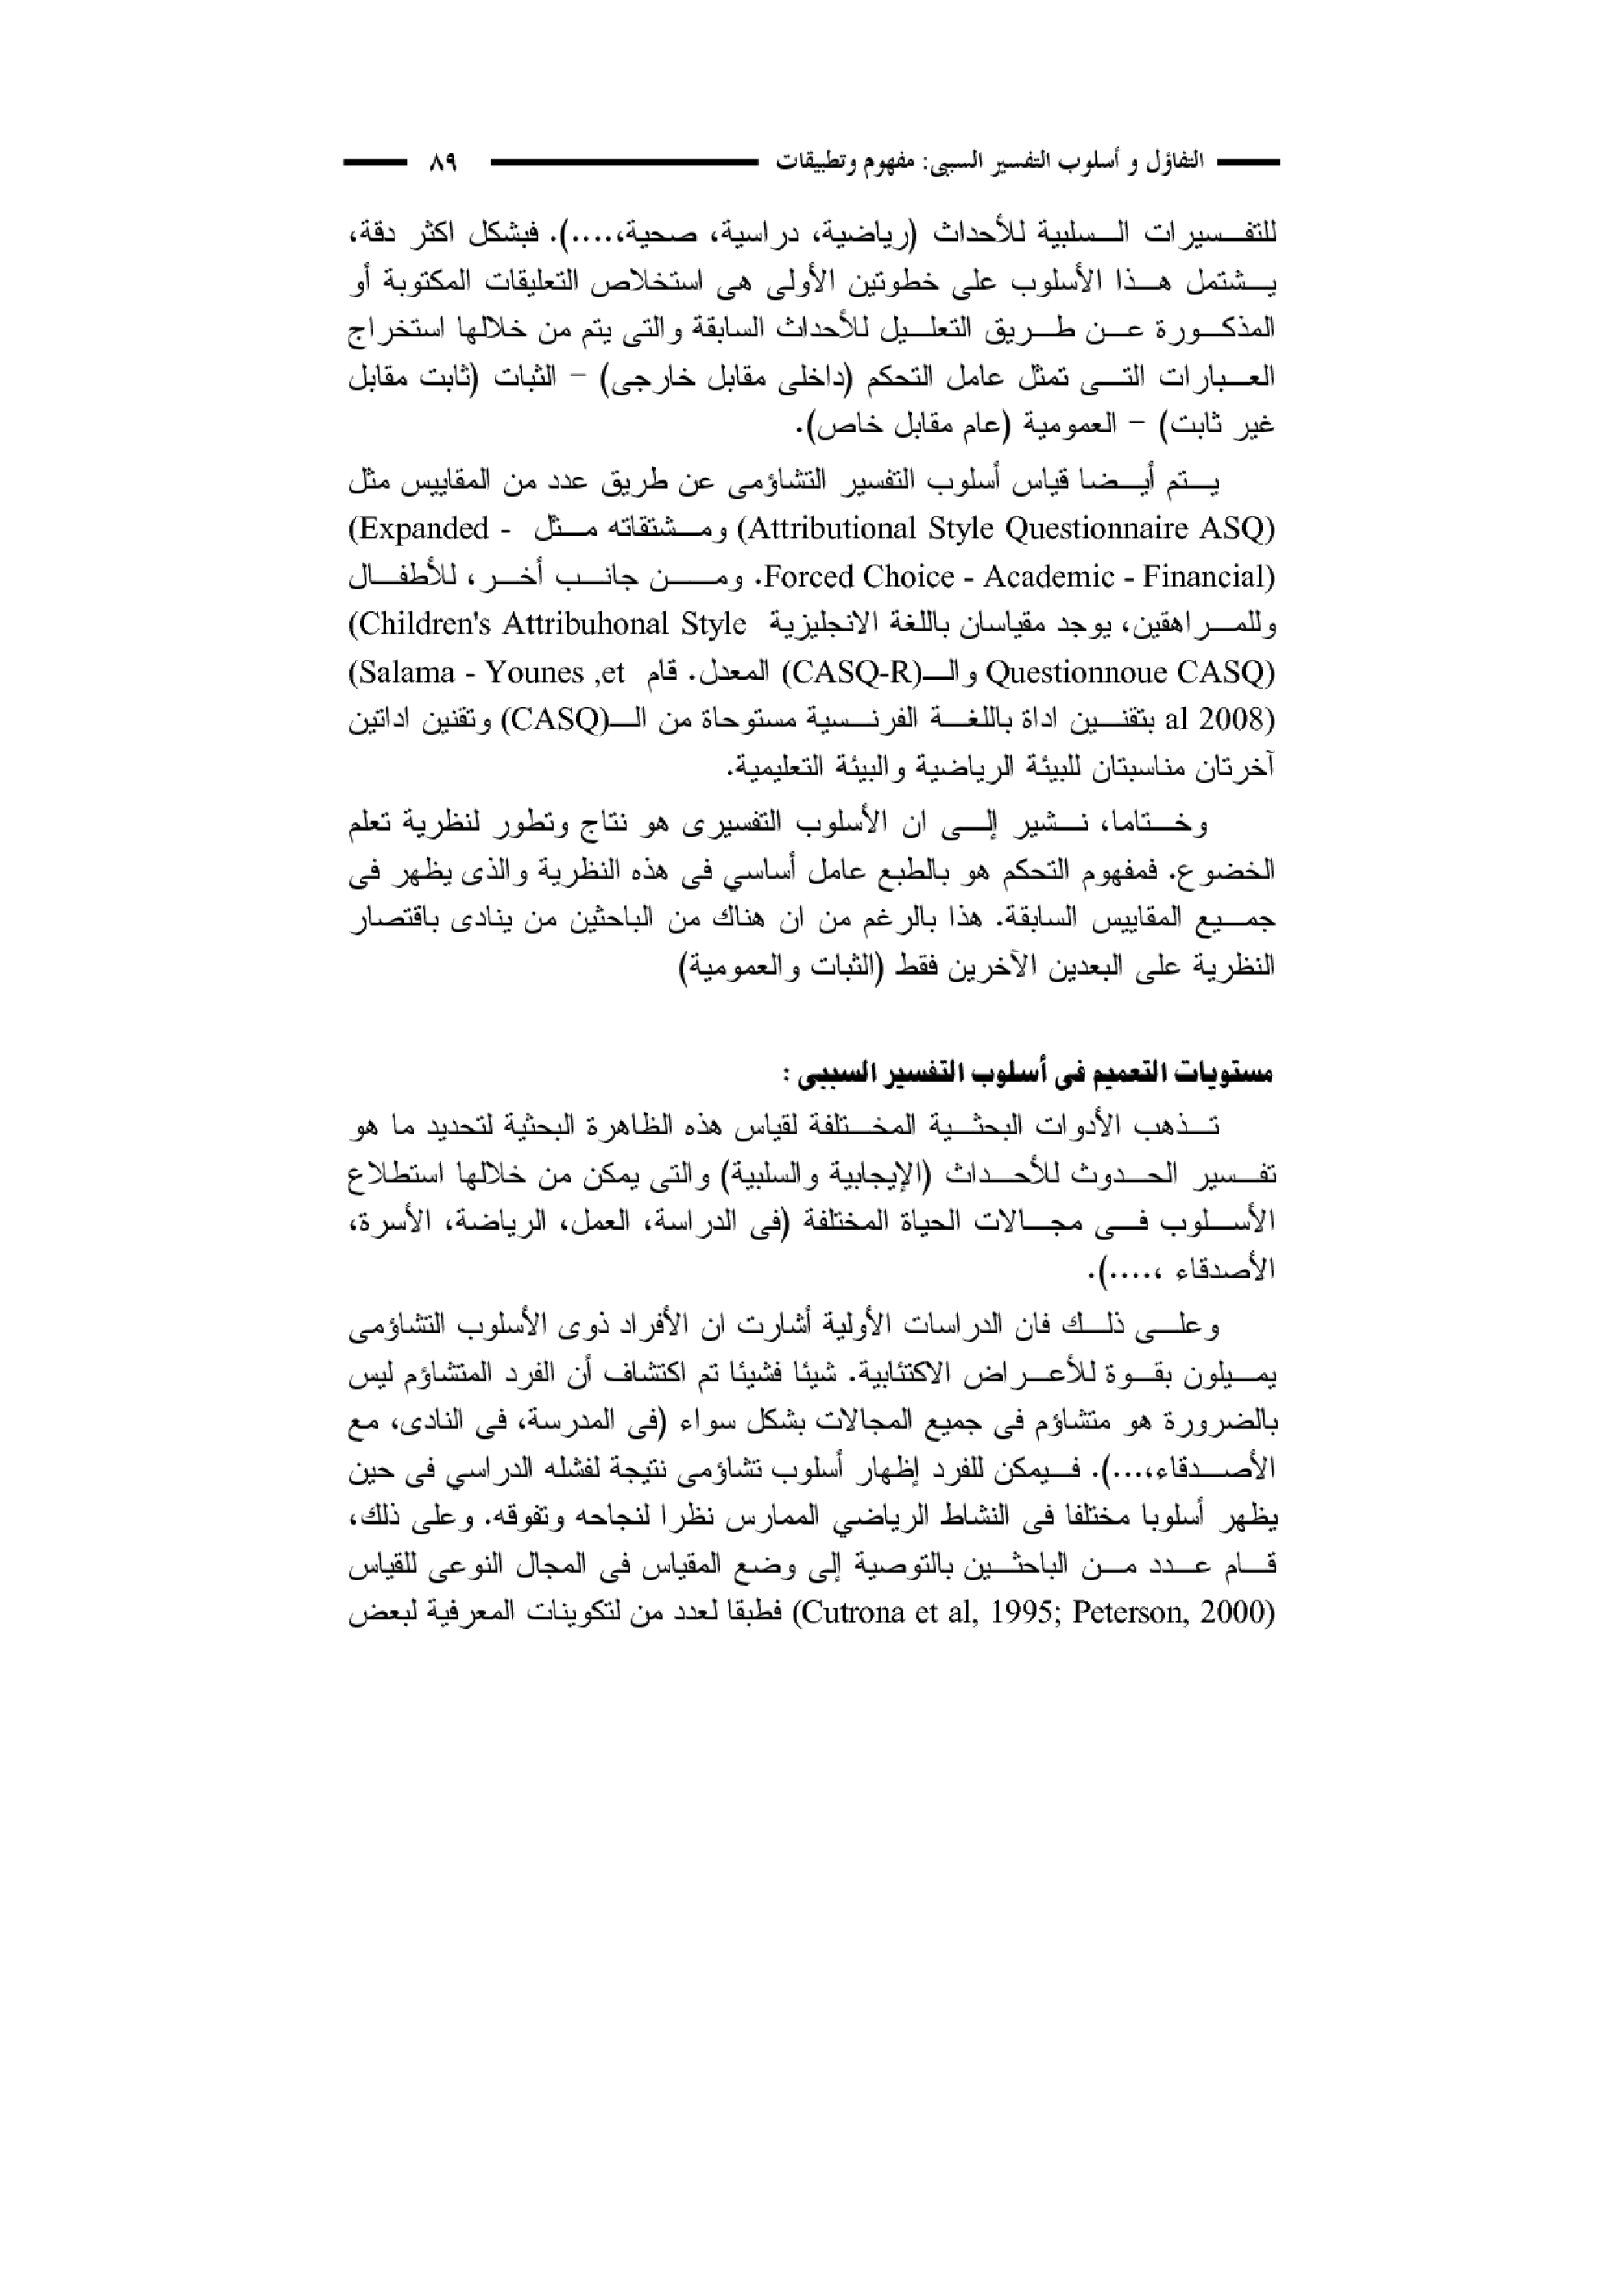 التفاؤل و أسلوب التفسير السببى: مفهوم وتطبيقات ٨٩
للتفسيرات السلبية للأحداث (رياضية، دراسية، صحية،....). فبشكل اكثر دقة،
يشتمل هذا الأسلوب على خطوتين الأولى هى استخلاص التعليقات المكتوبة أو
المذكورة عن طريق التعليل للأحداث السابقة والتى يتم من خلالها استخراج
العبارات التى تمثل عامل التحكم (داخلى مقابل خارجى) – الثبات (ثابت مقابل
غير ثابت) – العمومية (عام مقابل خاص).
يتم أيضا قياس أسلوب التفسير التشاؤمى عن طريق عدد من المقاييس مثل
(Attributional Style Questionnaire ASQ) ومشتقاته مثل (Expanded -
Forced Choice - Academic - Financial). ومن جانب أخر، للأطفال
وللمراهقين، يوجد مقياسان باللغة الانجليزية (Children's Attribuhonal Style
Questionnoue CASQ) والـ(CASQ-R) المعدل. قام (Salama - Younes ,et
al 2008) بتقنين اداة باللغة الفرنسية مستوحاة من الـ(CASQ) وتقنين اداتين
آخرتان مناسبتان للبيئة الرياضية والبيئة التعليمية.
وختاما، نشير إلى ان الأسلوب التفسيرى هو نتاج وتطور لنظرية تعلم
الخضوع. فمفهوم التحكم هو بالطبع عامل أساسي فى هذه النظرية والذى يظهر فى
جميع المقاييس السابقة. هذا بالرغم من ان هناك من الباحثين من ينادى باقتصار
النظرية على البعدين الآخرين فقط (الثبات والعمومية)
مستويات التعميم فى أسلوب التفسير السببى :
تذهب الأدوات البحثية المختلفة لقياس هذه الظاهرة البحثية لتحديد ما هو
تفسير الحدوث للأحداث (الإيجابية والسلبية) والتى يمكن من خلالها استطلاع
الأسلوب فى مجالات الحياة المختلفة (فى الدراسة، العمل، الرياضة، الأسرة،
الأصدقاء ،....).
وعلى ذلك فان الدراسات الأولية أشارت ان الأفراد ذوى الأسلوب التشاؤمى
يميلون بقوة للأعراض الاكتئابية. شيئا فشيئا تم اكتشاف أن الفرد المتشاؤم ليس
بالضرورة هو متشاؤم فى جميع المجالات بشكل سواء (فى المدرسة، فى النادى، مع
الأصدقاء،...). فيمكن للفرد إظهار أسلوب تشاؤمى نتيجة لفشله الدراسي فى حين
يظهر أسلوبا مختلفا فى النشاط الرياضي الممارس نظرا لنجاحه وتفوقه. وعلى ذلك،
قام عدد من الباحثين بالتوصية إلى وضع المقياس فى المجال النوعى للقياس
(Cutrona et al, 1995; Peterson, 2000) فطبقا لعدد من لتكوينات المعرفية لبعض